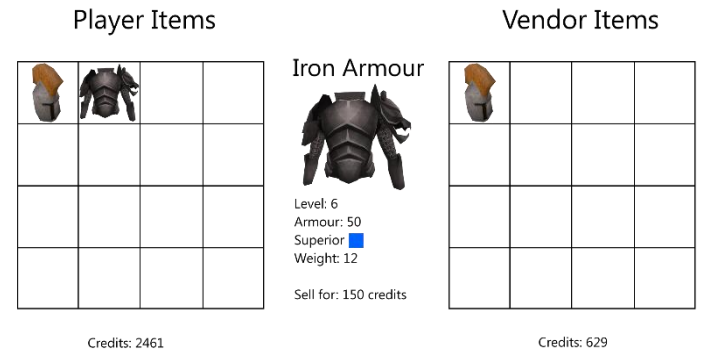 Player Items
Vendor Items
Iron Armour
Level: 6
Armour: 50
Superior
Weight: 12
Sell for: 150 credits
Credits: 2461
Credits: 629